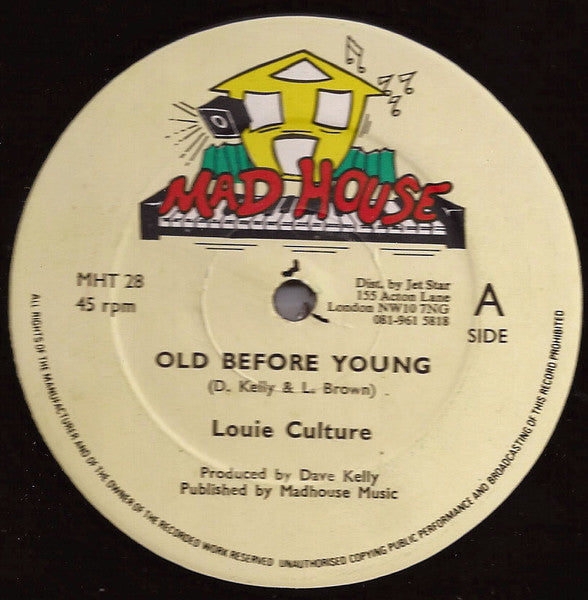 MAD HOUSE
MHT 28
45 rpm
Dist. by Jet Star
155 Acton Lane
London NW10 7NG
081-961 5818
A
SIDE
OLD BEFORE YOUNG
(D. Kelly & L. Brown)
Louie Culture
Produced by Dave Kelly
Published by Madhouse Music
ALL RIGHTS OF THE MANUFACTURER AND OF THE OWNER OF THE RECORDED WORK RESERVED UNAUTHORISED COPYING PUBLIC PERFORMANCE AND BROADCASTING OF THIS RECORD PROHIBITED